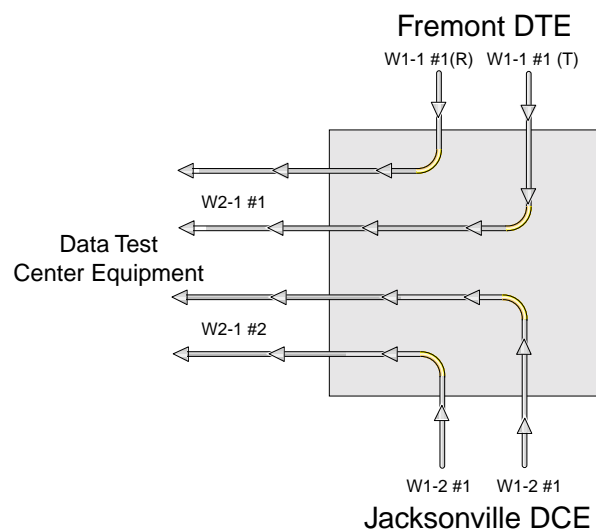 Fremont DTE
W1-1 #1(R) W1-1 #1 (T)
W2-1 #1
Data Test
Center Equipment
W2-1 #2
W1-2 #1 W1-2 #1
Jacksonville DCE